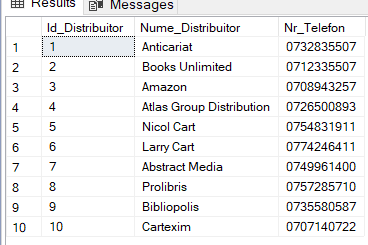 Results Messages
Id_Distribuitor Nume_Distribuitor Nr_Telefon
1 1 Anticariat 0732835507
2 2 Books Unlimited 0712335507
3 3 Amazon 0708943257
4 4 Atlas Group Distribution 0726500893
5 5 Nicol Cart 0754831911
6 6 Larry Cart 0774246411
7 7 Abstract Media 0749961400
8 8 Prolibris 0757285710
9 9 Bibliopolis 0735580587
10 10 Cartexim 0707140722